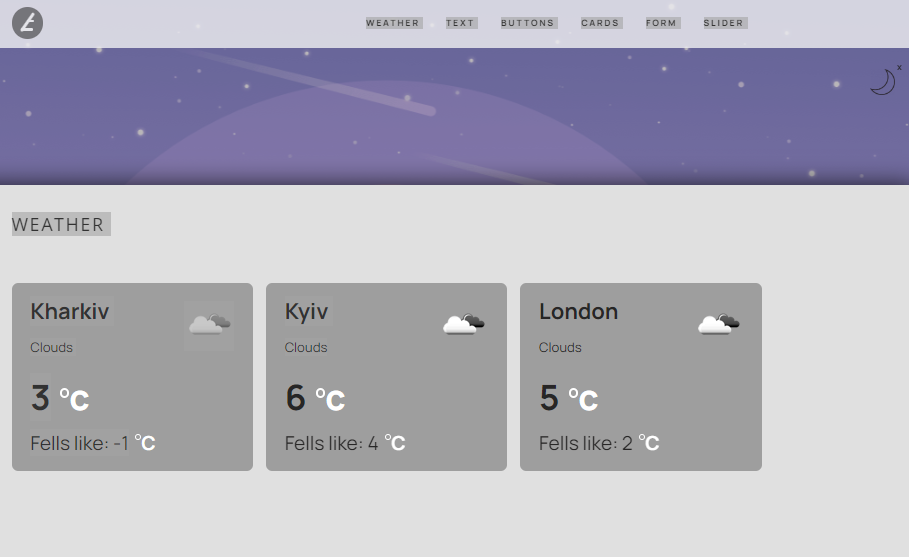 WEATHER TEXT BUTTONS CARDS FORM SLIDER
x
WEATHER
Kharkiv
Clouds
3 °C
Fells like: -1 °C
Kyiv
Clouds
6 °C
Fells like: 4 °C
London
Clouds
5 °C
Fells like: 2 °C